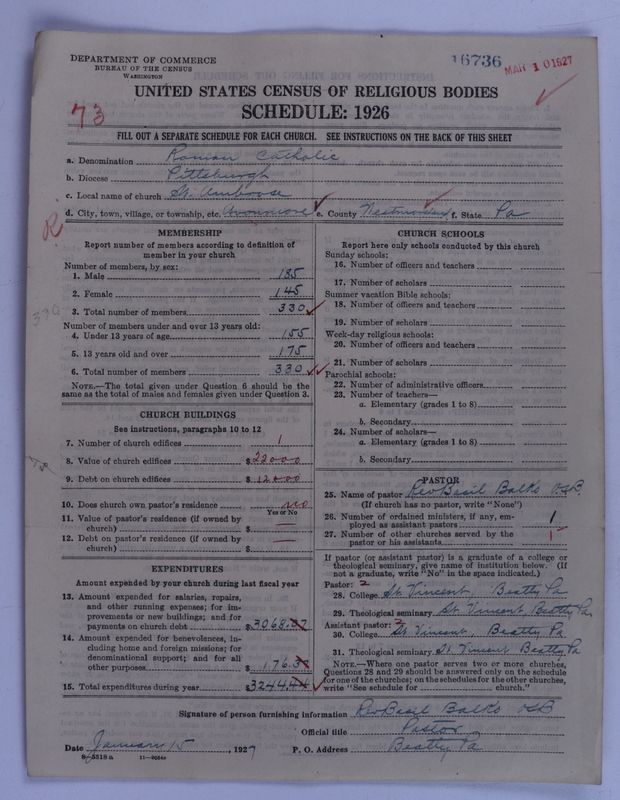 DEPARTMENT OF COMMERCE
BUREAU OF THE CENSUS
WASHINGTON
16736
MAR 10 1927
UNITED STATES CENSUS OF RELIGIOUS BODIES
SCHEDULE: 1926
73
FILL OUT A SEPARATE SCHEDULE FOR EACH CHURCH. SEE INSTRUCTIONS ON THE BACK OF THIS SHEET
a. Denomination Roman Catholic
b. Diocese Pittsburgh
c. Local name of church St. Ambrose
d. City, town, village, or township, etc. Avonmore e. County Westmoreland f. State Pa
R
MEMBERSHIP
Report number of members according to definition of
member in your church
Number of members, by sex:
1. Male 185
2. Female 145
3. Total number of members 330
330
Number of members under and over 13 years old:
4. Under 13 years of age 155
5. 13 years old and over 175
6. Total number of members 330
NOTE.—The total given under Question 6 should be the
same as the total of males and females given under Question 3.
CHURCH BUILDINGS
See instructions, paragraphs 10 to 12
7. Number of church edifices 1
8. Value of church edifices $22000
9. Debt on church edifices $12000
10. Does church own pastor's residence no
Yes or No
11. Value of pastor's residence (if owned by
church) $ —
12. Debt on pastor's residence (if owned by
church) $ —
EXPENDITURES
Amount expended by your church during last fiscal year
13. Amount expended for salaries, repairs,
and other running expenses; for im-
provements or new buildings; and for
payments on church debt $3068.07
14. Amount expended for benevolences, in-
cluding home and foreign missions; for
denominational support; and for all
other purposes $176.37
15. Total expenditures during year $3244.44
CHURCH SCHOOLS
Report here only schools conducted by this church
Sunday schools:
16. Number of officers and teachers
17. Number of scholars
Summer vacation Bible schools:
18. Number of officers and teachers
19. Number of scholars
Week-day religious schools:
20. Number of officers and teachers
21. Number of scholars
Parochial schools:
22. Number of administrative officers
23. Number of teachers—
a. Elementary (grades 1 to 8)
b. Secondary
24. Number of scholars—
a. Elementary (grades 1 to 8)
b. Secondary
PASTOR
25. Name of pastor Rev Basil Balko O.S.B.
(If church has no pastor, write "None")
26. Number of ordained ministers, if any, em-
ployed as assistant pastors 1
27. Number of other churches served by the
pastor or his assistants 1
If pastor (or assistant pastor) is a graduate of a college or
theological seminary, give name of institution below. (If
not a graduate, write "No" in the space indicated.)
Pastor: 2
28. College St. Vincent, Beatty Pa
29. Theological seminary St. Vincent Beatty Pa.
Assistant pastor: 2
30. College St Vincent, Beatty Pa.
31. Theological seminary St. Vincent Beatty Pa
NOTE.—Where one pastor serves two or more churches,
Questions 28 and 29 should be answered only on the schedule
for one of the churches; on the schedules for the other churches,
write "See schedule for church."
Signature of person furnishing information Rev Basil Balko OSB
Official title Pastor
Date January 15, 1927 P. O. Address Beatty Pa